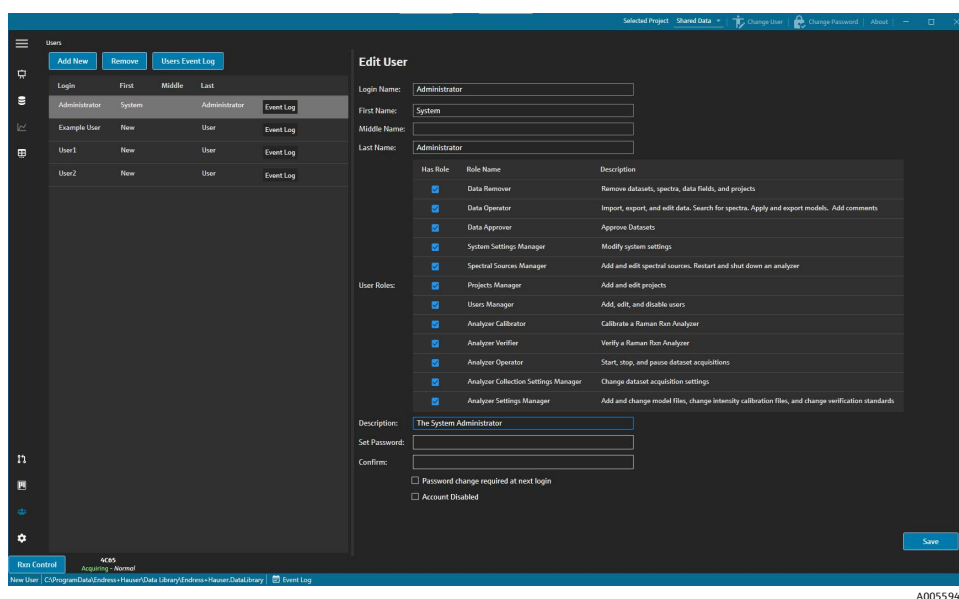 Selected Project Shared Data Change User Change Password About
Users
Add New Remove Users Event Log
Login First Middle Last
Administrator System Administrator Event Log
Example User New User Event Log
User1 New User Event Log
User2 New User Event Log
Edit User
Login Name: Administrator
First Name: System
Middle Name:
Last Name: Administrator
Has Role Role Name Description
Data Remover Remove datasets, spectra, data fields, and projects
Data Operator Import, export, and edit data. Search for spectra. Apply and export models. Add comments
Data Approver Approve Datasets
System Settings Manager Modify system settings
Spectral Sources Manager Add and edit spectral sources. Restart and shut down an analyzer
User Roles: Projects Manager Add and edit projects
Users Manager Add, edit, and disable users
Analyzer Calibrator Calibrate a Raman Rxn Analyzer
Analyzer Verifier Verify a Raman Rxn Analyzer
Analyzer Operator Start, stop, and pause dataset acquisitions
Analyzer Collection Settings Manager Change dataset acquisition settings
Analyzer Settings Manager Add and change model files, change intensity calibration files, and change verification standards
Description: The System Administrator
Set Password:
Confirm:
Password change required at next login
Account Disabled
Save
Rxn Control 4C65
Acquiring - Normal
New User C:\ProgramData\Endress+Hauser\Data Library\Endress+Hauser.DataLibrary Event Log
A005594